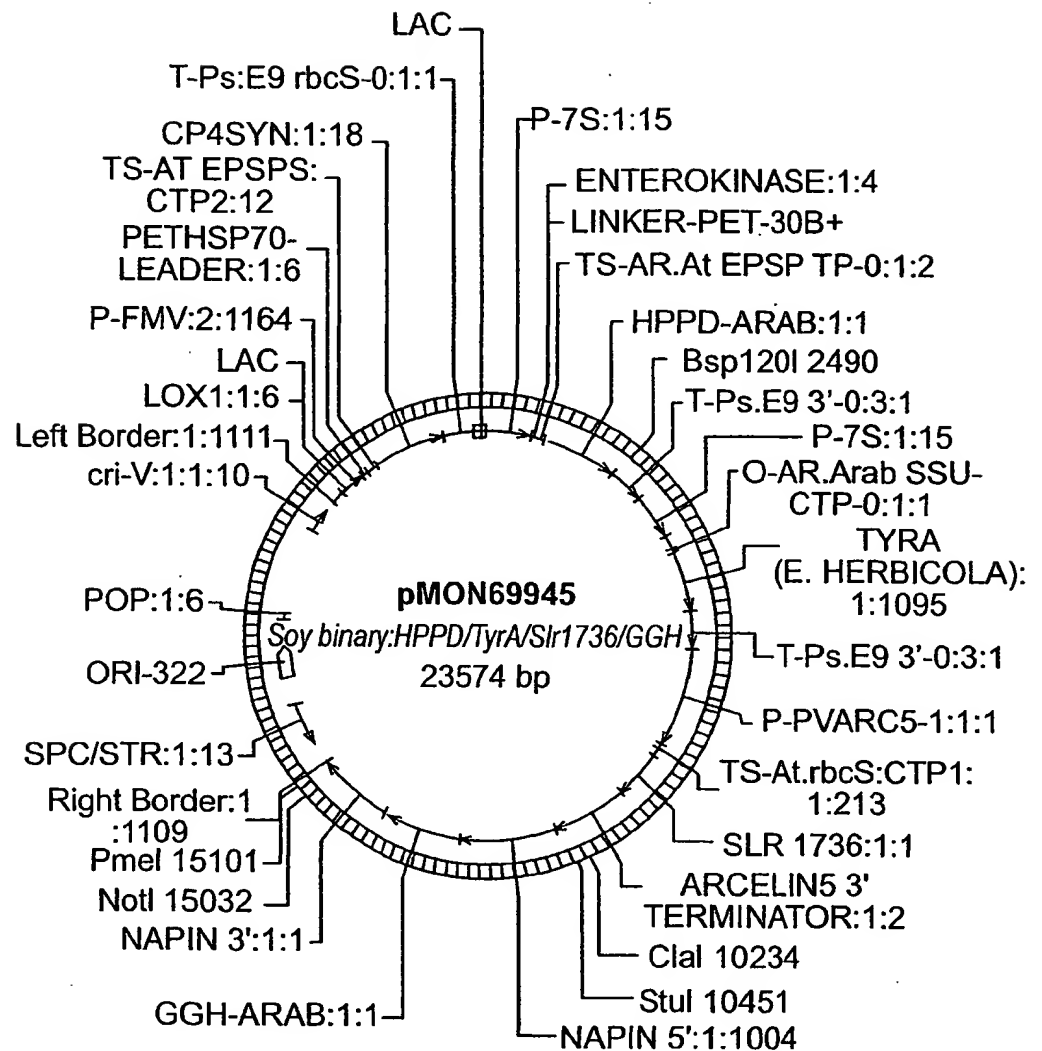 LAC
T-Ps:E9 rbcS-0:1:1
P-7S:1:15
CP4SYN:1:18
TS-AT EPSPS:
CTP2:12
PETHSP70-
LEADER:1:6
P-FMV:2:1164
LAC
LOX1:1:6
Left Border:1:1111
cri-V:1:1:10
ENTEROKINASE:1:4
LINKER-PET-30B+
TS-AR.At EPSP TP-0:1:2
HPPD-ARAB:1:1
Bsp120I 2490
T-Ps.E9 3'-0:3:1
P-7S:1:15
O-AR.Arab SSU-
CTP-0:1:1
TYRA
(E. HERBICOLA):
1:1095
POP:1:6
ORI-322
pMON69945
Soy binary:HPPD/TyrA/Slr1736/GGH
23574 bp
T-Ps.E9 3'-0:3:1
P-PVARC5-1:1:1
TS-At.rbcS:CTP1:
1:213
SLR 1736:1:1
ARCELIN5 3'
TERMINATOR:1:2
ClaI 10234
StuI 10451
NAPIN 5':1:1004
SPC/STR:1:13
Right Border:1
:1109
PmeI 15101
NotI 15032
NAPIN 3':1:1
GGH-ARAB:1:1